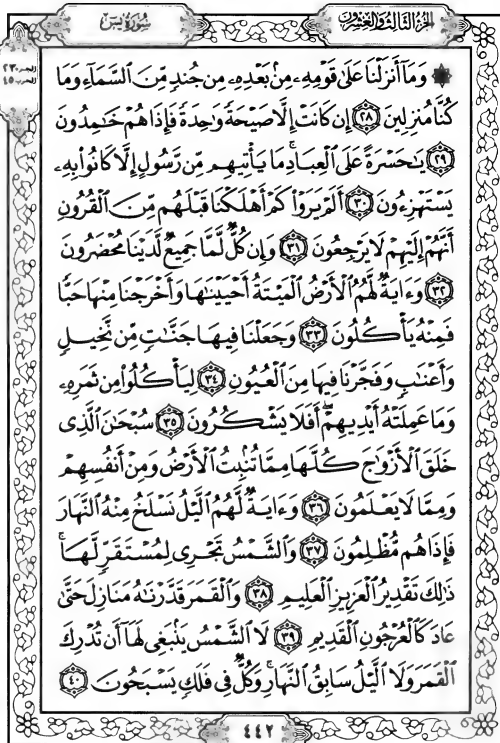 الجزء الثالث والعشرون
سورة يس
الجزء ٢٣
الحزب ٤٥
۞ وَمَآ أَنزَلْنَا عَلَىٰ قَوْمِهِۦ مِنۢ بَعْدِهِۦ مِن جُندٍ مِّنَ ٱلسَّمَآءِ وَمَا
كُنَّا مُنزِلِينَ ٢٨ إِن كَانَتْ إِلَّا صَيْحَةً وَٰحِدَةً فَإِذَا هُمْ خَٰمِدُونَ
٢٩ يَٰحَسْرَةً عَلَى ٱلْعِبَادِ ۚ مَا يَأْتِيهِم مِّن رَّسُولٍ إِلَّا كَانُوا۟ بِهِۦ
يَسْتَهْزِءُونَ ٣٠ أَلَمْ يَرَوْا۟ كَمْ أَهْلَكْنَا قَبْلَهُم مِّنَ ٱلْقُرُونِ
أَنَّهُمْ إِلَيْهِمْ لَا يَرْجِعُونَ ٣١ وَإِن كُلٌّ لَّمَّا جَمِيعٌ لَّدَيْنَا مُحْضَرُونَ
٣٢ وَءَايَةٌ لَّهُمُ ٱلْأَرْضُ ٱلْمَيْتَةُ أَحْيَيْنَٰهَا وَأَخْرَجْنَا مِنْهَا حَبًّا
فَمِنْهُ يَأْكُلُونَ ٣٣ وَجَعَلْنَا فِيهَا جَنَّٰتٍ مِّن نَّخِيلٍ
وَأَعْنَٰبٍ وَفَجَّرْنَا فِيهَا مِنَ ٱلْعُيُونِ ٣٤ لِيَأْكُلُوا۟ مِن ثَمَرِهِۦ
وَمَا عَمِلَتْهُ أَيْدِيهِمْ ۖ أَفَلَا يَشْكُرُونَ ٣٥ سُبْحَٰنَ ٱلَّذِى
خَلَقَ ٱلْأَزْوَٰجَ كُلَّهَا مِمَّا تُنۢبِتُ ٱلْأَرْضُ وَمِنْ أَنفُسِهِمْ
وَمِمَّا لَا يَعْلَمُونَ ٣٦ وَءَايَةٌ لَّهُمُ ٱلَّيْلُ نَسْلَخُ مِنْهُ ٱلنَّهَارَ
فَإِذَا هُم مُّظْلِمُونَ ٣٧ وَٱلشَّمْسُ تَجْرِى لِمُسْتَقَرٍّ لَّهَا ۚ
ذَٰلِكَ تَقْدِيرُ ٱلْعَزِيزِ ٱلْعَلِيمِ ٣٨ وَٱلْقَمَرَ قَدَّرْنَٰهُ مَنَازِلَ حَتَّىٰ
عَادَ كَٱلْعُرْجُونِ ٱلْقَدِيمِ ٣٩ لَا ٱلشَّمْسُ يَنۢبَغِى لَهَآ أَن تُدْرِكَ
ٱلْقَمَرَ وَلَا ٱلَّيْلُ سَابِقُ ٱلنَّهَارِ ۚ وَكُلٌّ فِى فَلَكٍ يَسْبَحُونَ ٤٠
٤٤٢